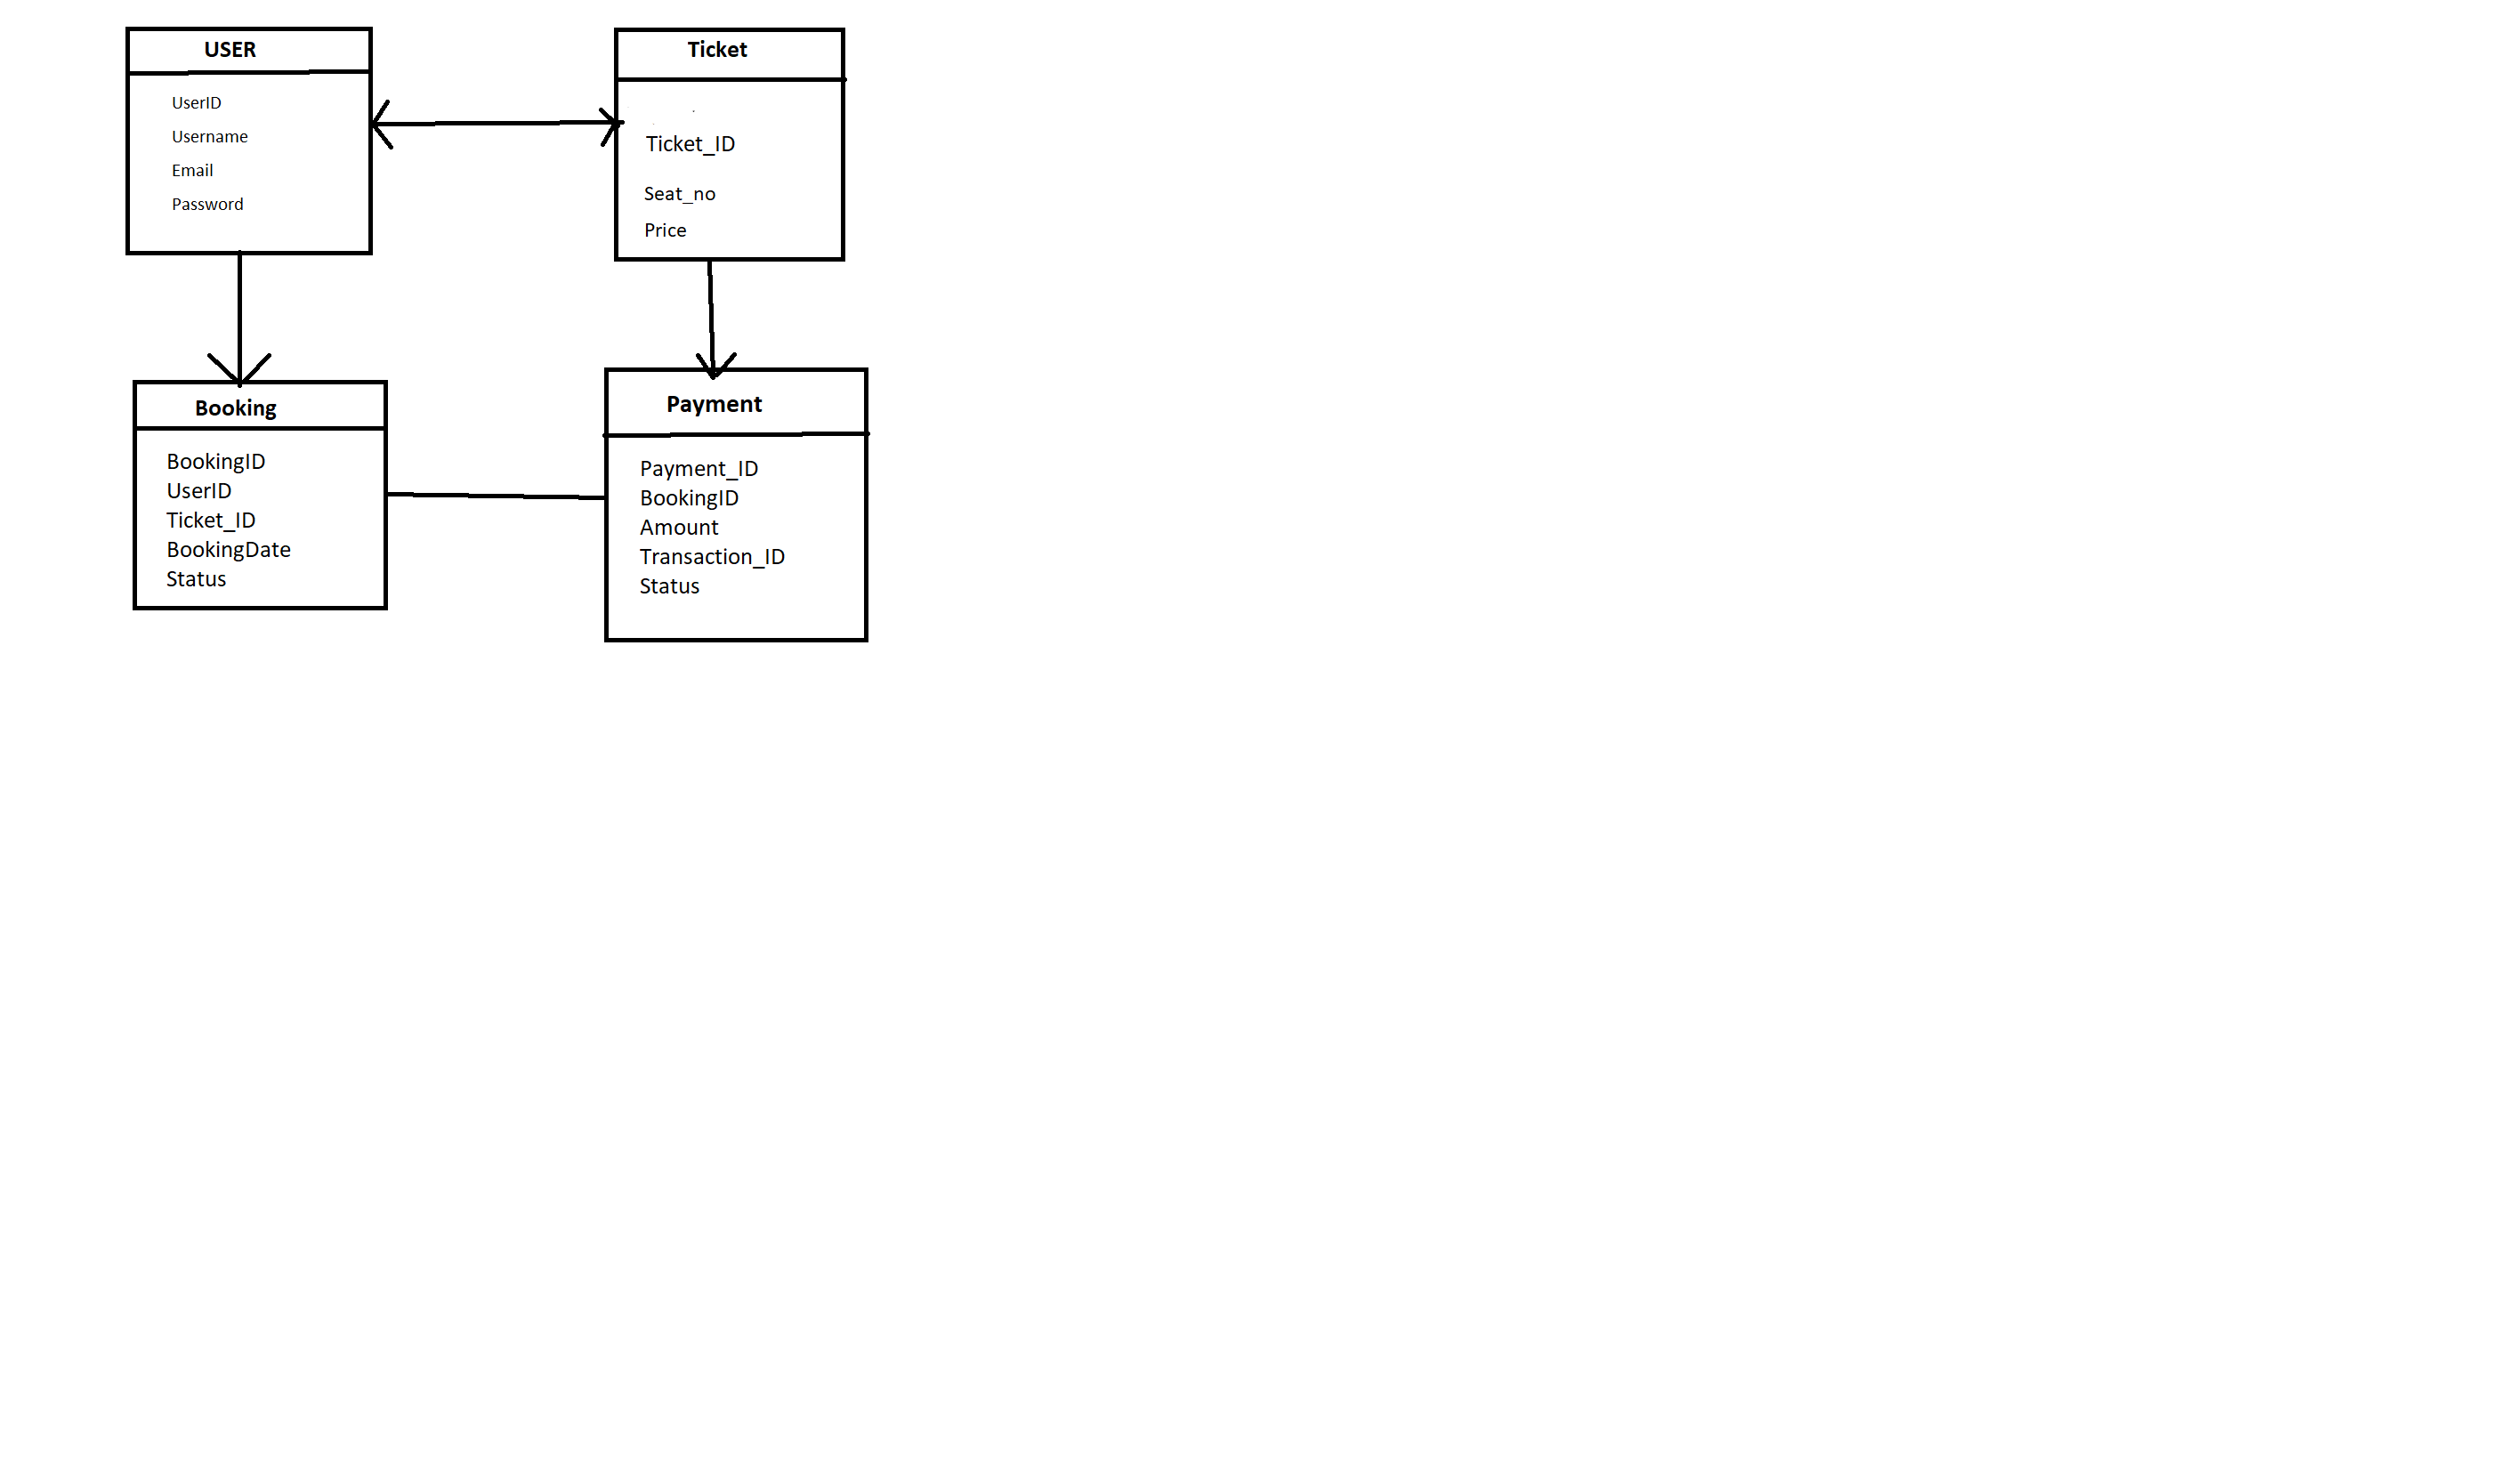 USER
UserID
Username
Email
Password
Ticket
Ticket_ID
Seat_no
Price
Booking
BookingID
UserID
Ticket_ID
BookingDate
Status
Payment
Payment_ID
BookingID
Amount
Transaction_ID
Status